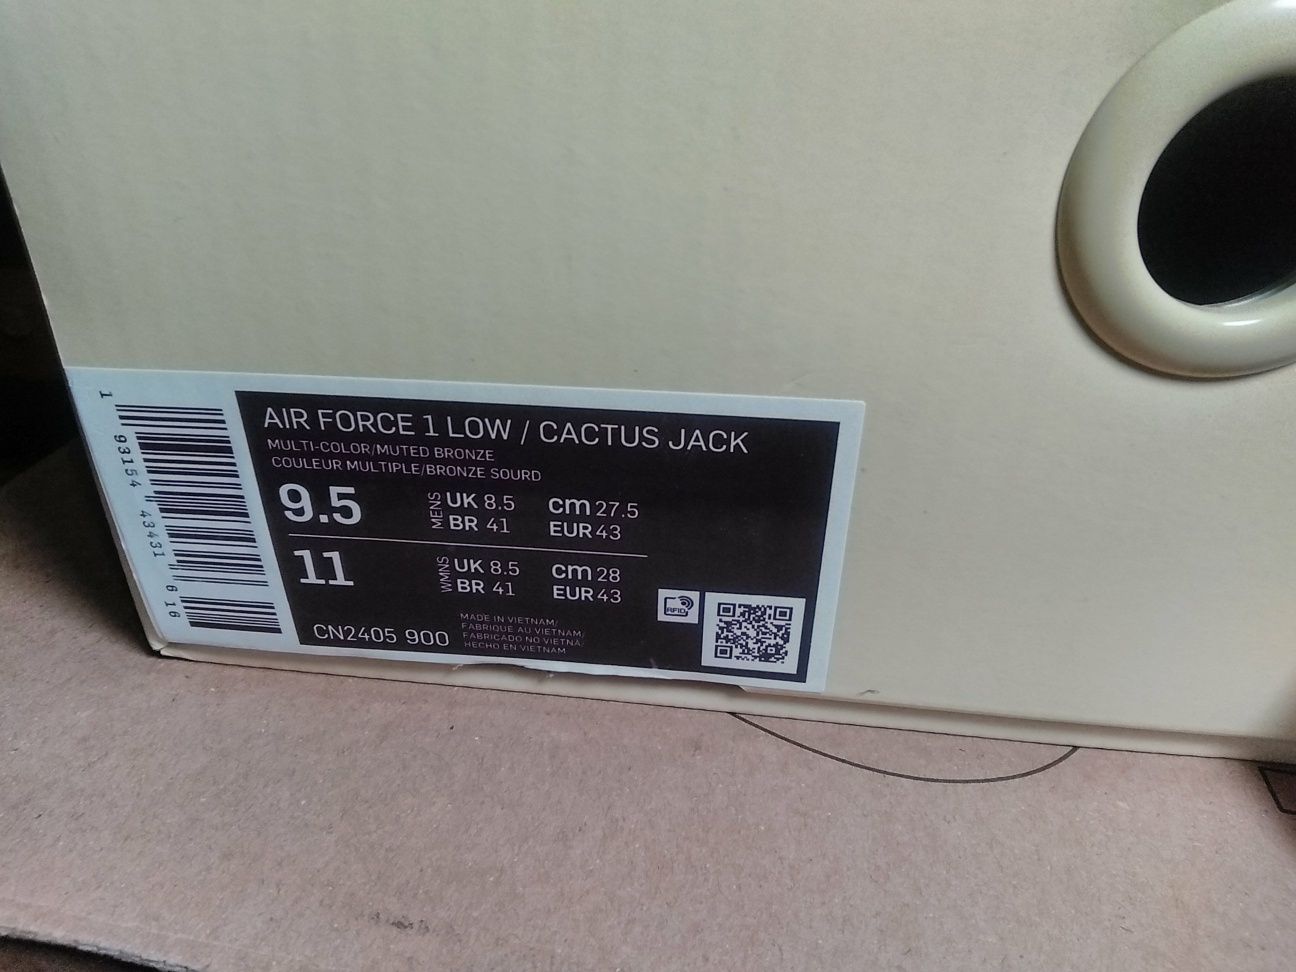 AIR FORCE 1 LOW / CACTUS JACK
MULTI-COLOR/MUTED BRONZE
COULEUR MULTIPLE/BRONZE SOURD
9.5
MENS
UK 8.5 cm 27.5
BR 41 EUR 43
11
WMNS
UK 8.5 cm 28
BR 41 EUR 43
CN2405 900
MADE IN VIETNAM/
FABRIQUE AU VIETNAM/
FABRICADO NO VIETNÃ/
HECHO EN VIETNAM
RFID
1 93154 43431 6 16